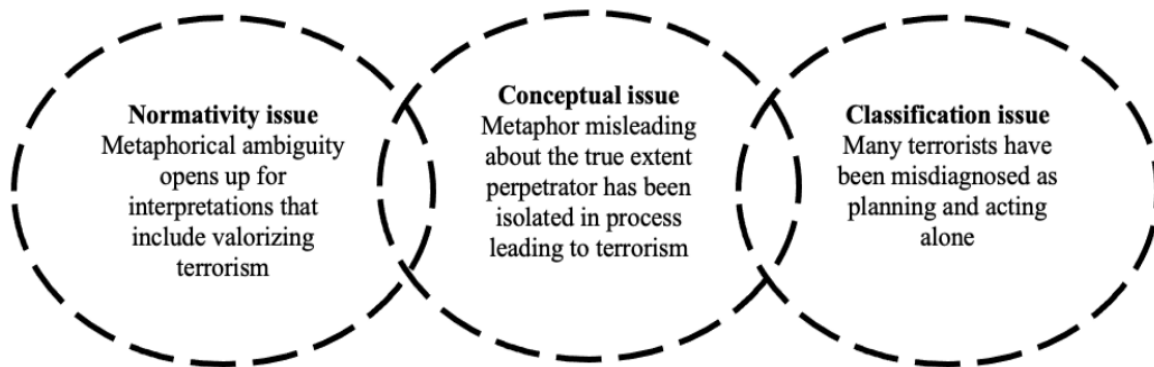 Normativity issue
Metaphorical ambiguity
opens up for
interpretations that
include valorizing
terrorism
Conceptual issue
Metaphor misleading
about the true extent
perpetrator has been
isolated in process
leading to terrorism
Classification issue
Many terrorists have
been misdiagnosed as
planning and acting
alone